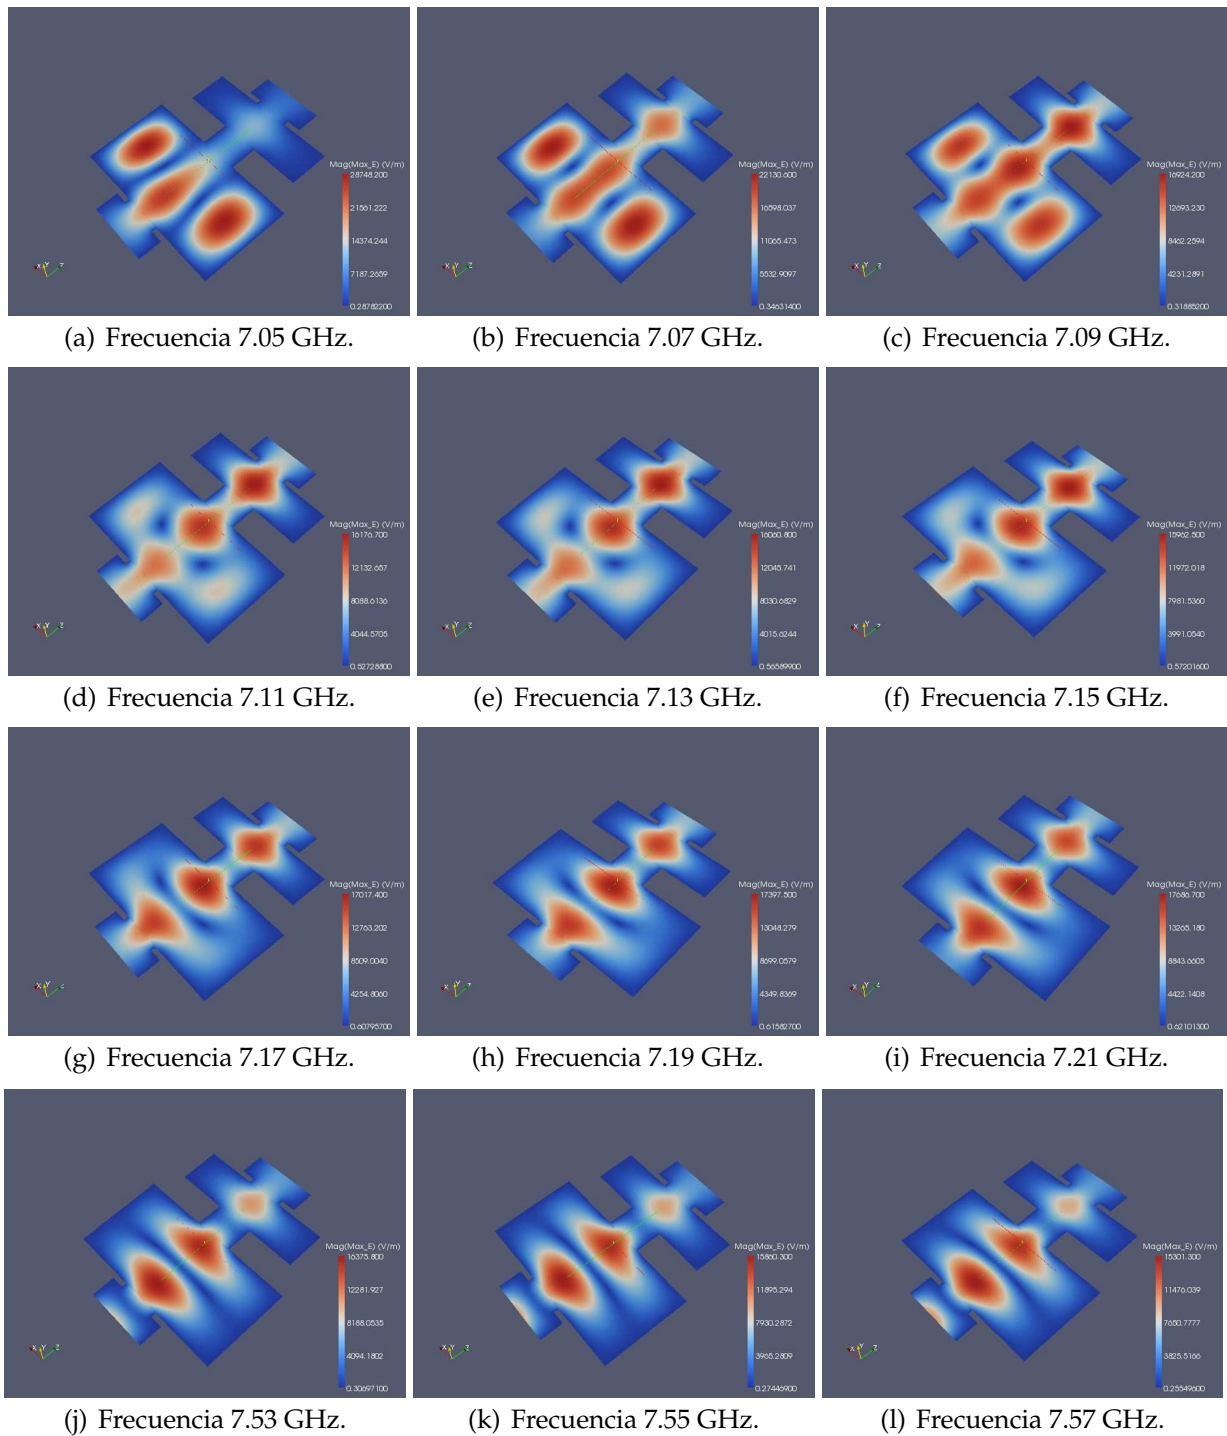 Mag(Max_E) (V/m)
28748.200
21561.222
14374.244
7187.2659
0.28782200
X Y Z
(a) Frecuencia 7.05 GHz.
Mag(Max_E) (V/m)
22130.600
16598.037
11065.473
5532.9097
0.34631400
X Y Z
(b) Frecuencia 7.07 GHz.
Mag(Max_E) (V/m)
16924.200
12693.230
8462.2594
4231.2891
0.31885200
X Y Z
(c) Frecuencia 7.09 GHz.
Mag(Max_E) (V/m)
16176.700
12132.657
8088.6136
4044.5705
0.52728800
X Y Z
(d) Frecuencia 7.11 GHz.
Mag(Max_E) (V/m)
16060.800
12045.741
8030.6829
4015.6244
0.56589900
X Y Z
(e) Frecuencia 7.13 GHz.
Mag(Max_E) (V/m)
15962.500
11972.018
7981.5360
3991.0540
0.57201600
X Y Z
(f) Frecuencia 7.15 GHz.
Mag(Max_E) (V/m)
17017.400
12763.202
8509.0040
4254.8060
0.60795700
X Y Z
(g) Frecuencia 7.17 GHz.
Mag(Max_E) (V/m)
17397.500
13048.279
8699.0579
4349.8369
0.61582700
X Y Z
(h) Frecuencia 7.19 GHz.
Mag(Max_E) (V/m)
17686.700
13265.180
8843.6605
4422.1408
0.62101300
X Y Z
(i) Frecuencia 7.21 GHz.
Mag(Max_E) (V/m)
16375.800
12281.927
8188.0535
4094.1802
0.30697100
X Y Z
(j) Frecuencia 7.53 GHz.
Mag(Max_E) (V/m)
15860.300
11895.294
7930.2872
3965.2809
0.27446900
X Y Z
(k) Frecuencia 7.55 GHz.
Mag(Max_E) (V/m)
15301.300
11476.039
7650.7777
3825.5166
0.25549600
X Y Z
(l) Frecuencia 7.57 GHz.